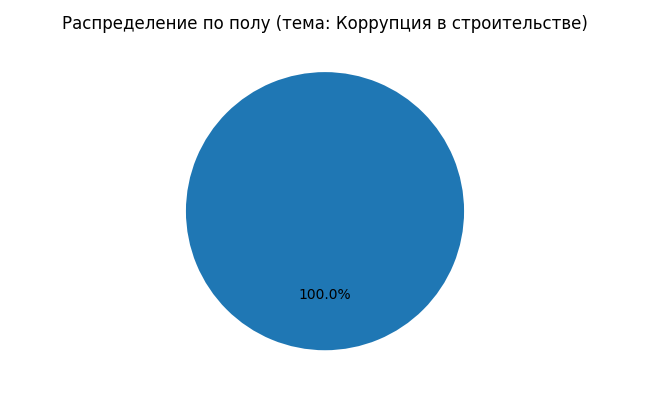 Распределение по полу (тема: Коррупция в строительстве)
100.0%